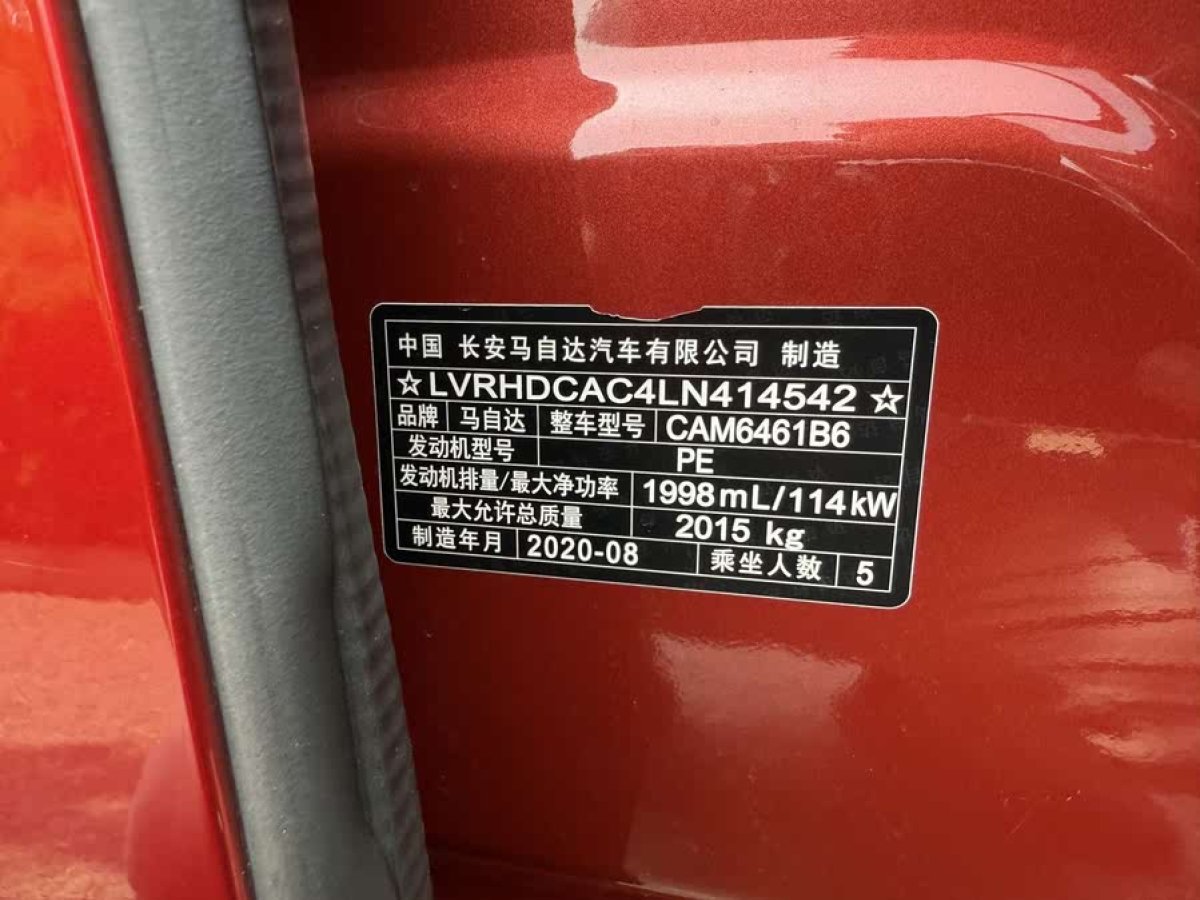 中国 长安马自达汽车有限公司 制造
☆LVRHDCAC4LN414542☆
品牌 马自达 整车型号 CAM6461B6
发动机型号 PE
发动机排量/最大净功率 1998mL/114kW
最大允许总质量 2015 kg
制造年月 2020-08 乘坐人数 5